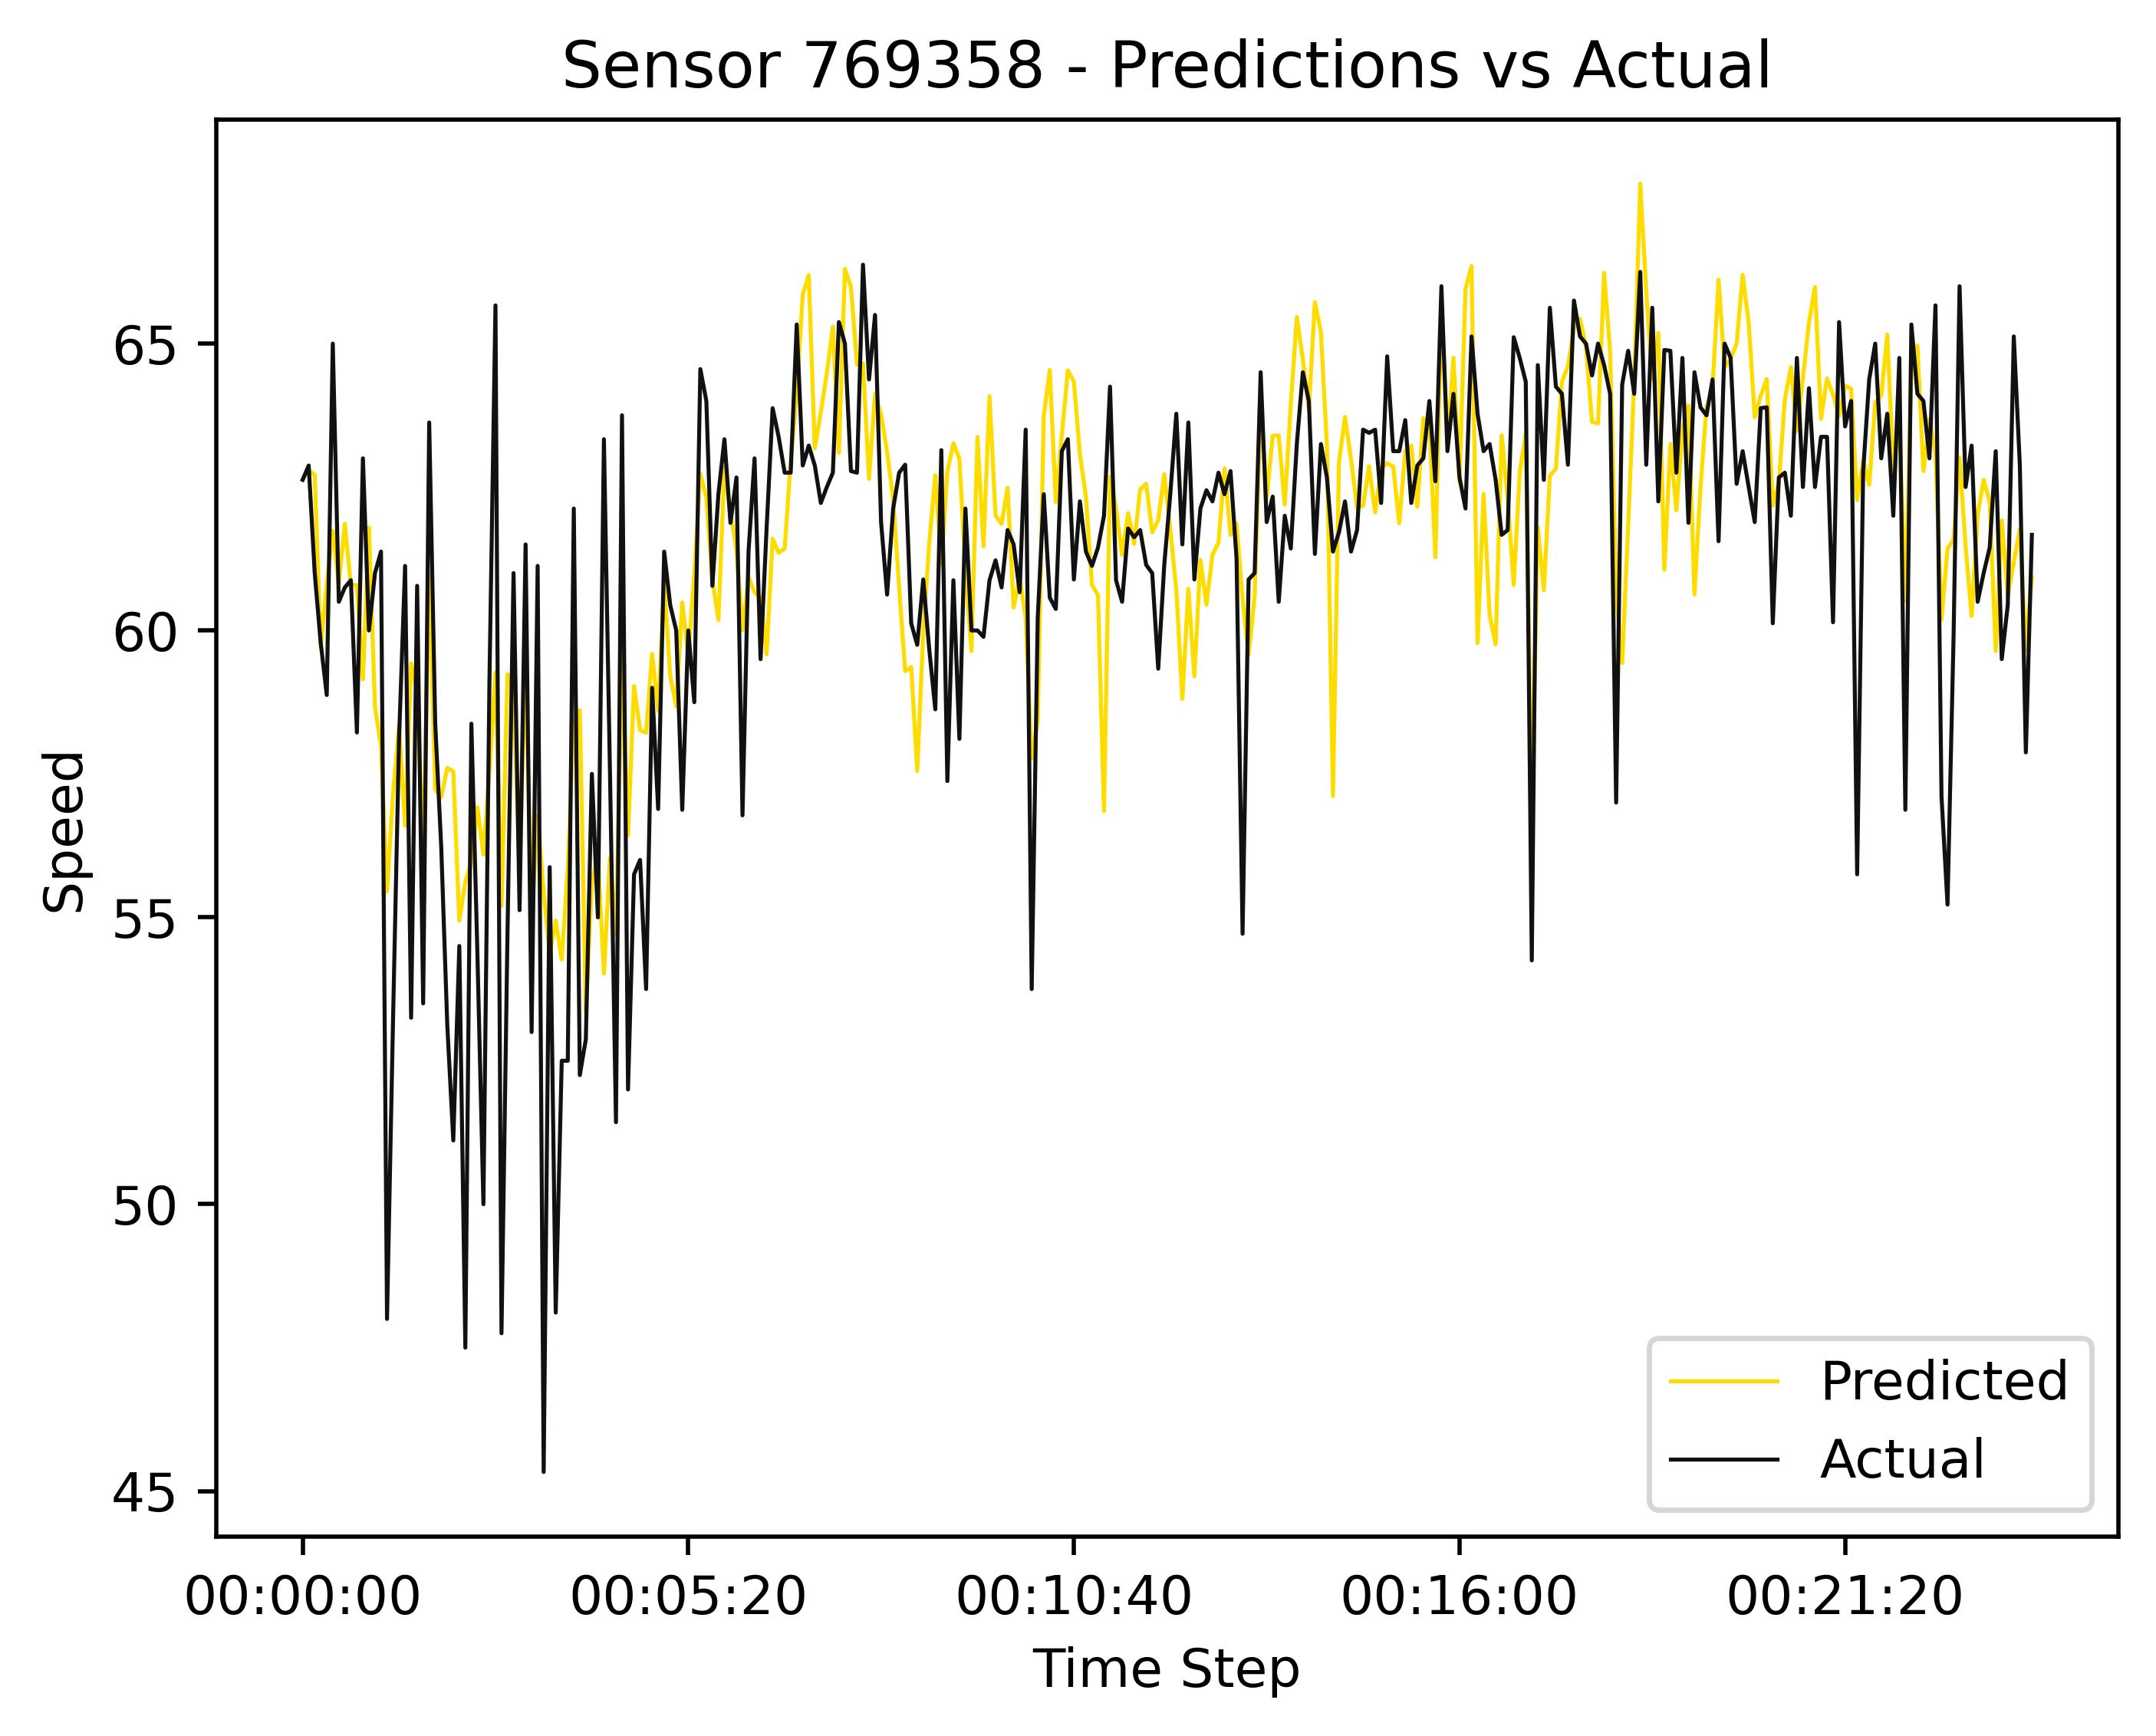 Sensor 769358 - Predictions vs Actual
65
60
55
50
45
Speed
00:00:00
00:05:20
00:10:40
00:16:00
00:21:20
Time Step
Predicted
Actual